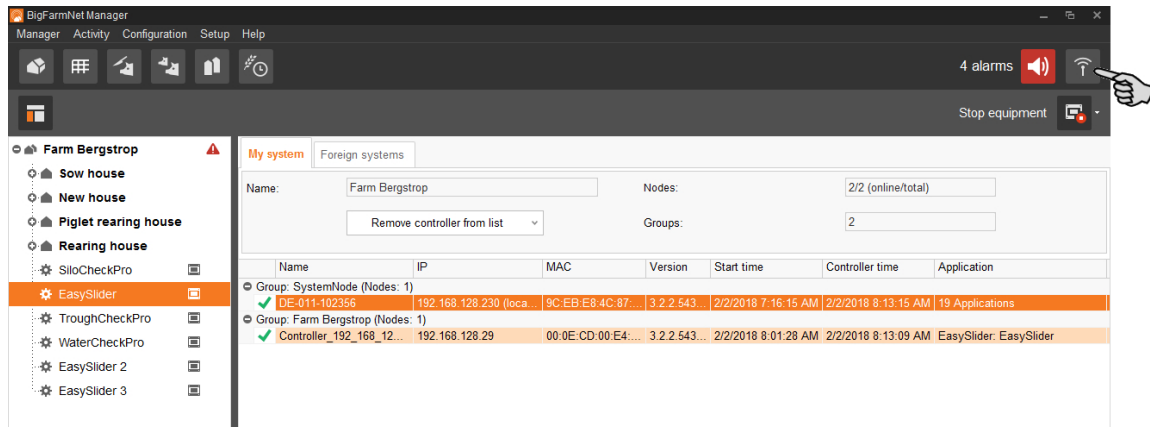 BigFarmNet Manager
Manager Activity Configuration Setup Help
4 alarms
Stop equipment
Farm Bergstrop
Sow house
New house
Piglet rearing house
Rearing house
SiloCheckPro
EasySlider
TroughCheckPro
WaterCheckPro
EasySlider 2
EasySlider 3
My system Foreign systems
Name: Farm Bergstrop Nodes: 2/2 (online/total)
Remove controller from list Groups: 2
Name IP MAC Version Start time Controller time Application
Group: SystemNode (Nodes: 1)
DE-011-102356 192.168.128.230 (loca... 9C:EB:E8:4C:87:... 3.2.2.543... 2/2/2018 7:16:15 AM 2/2/2018 8:13:15 AM 19 Applications
Group: Farm Bergstrop (Nodes: 1)
Controller_192_168_12... 192.168.128.29 00:0E:CD:00:E4:... 3.2.2.543... 2/2/2018 8:01:28 AM 2/2/2018 8:13:09 AM EasySlider: EasySlider